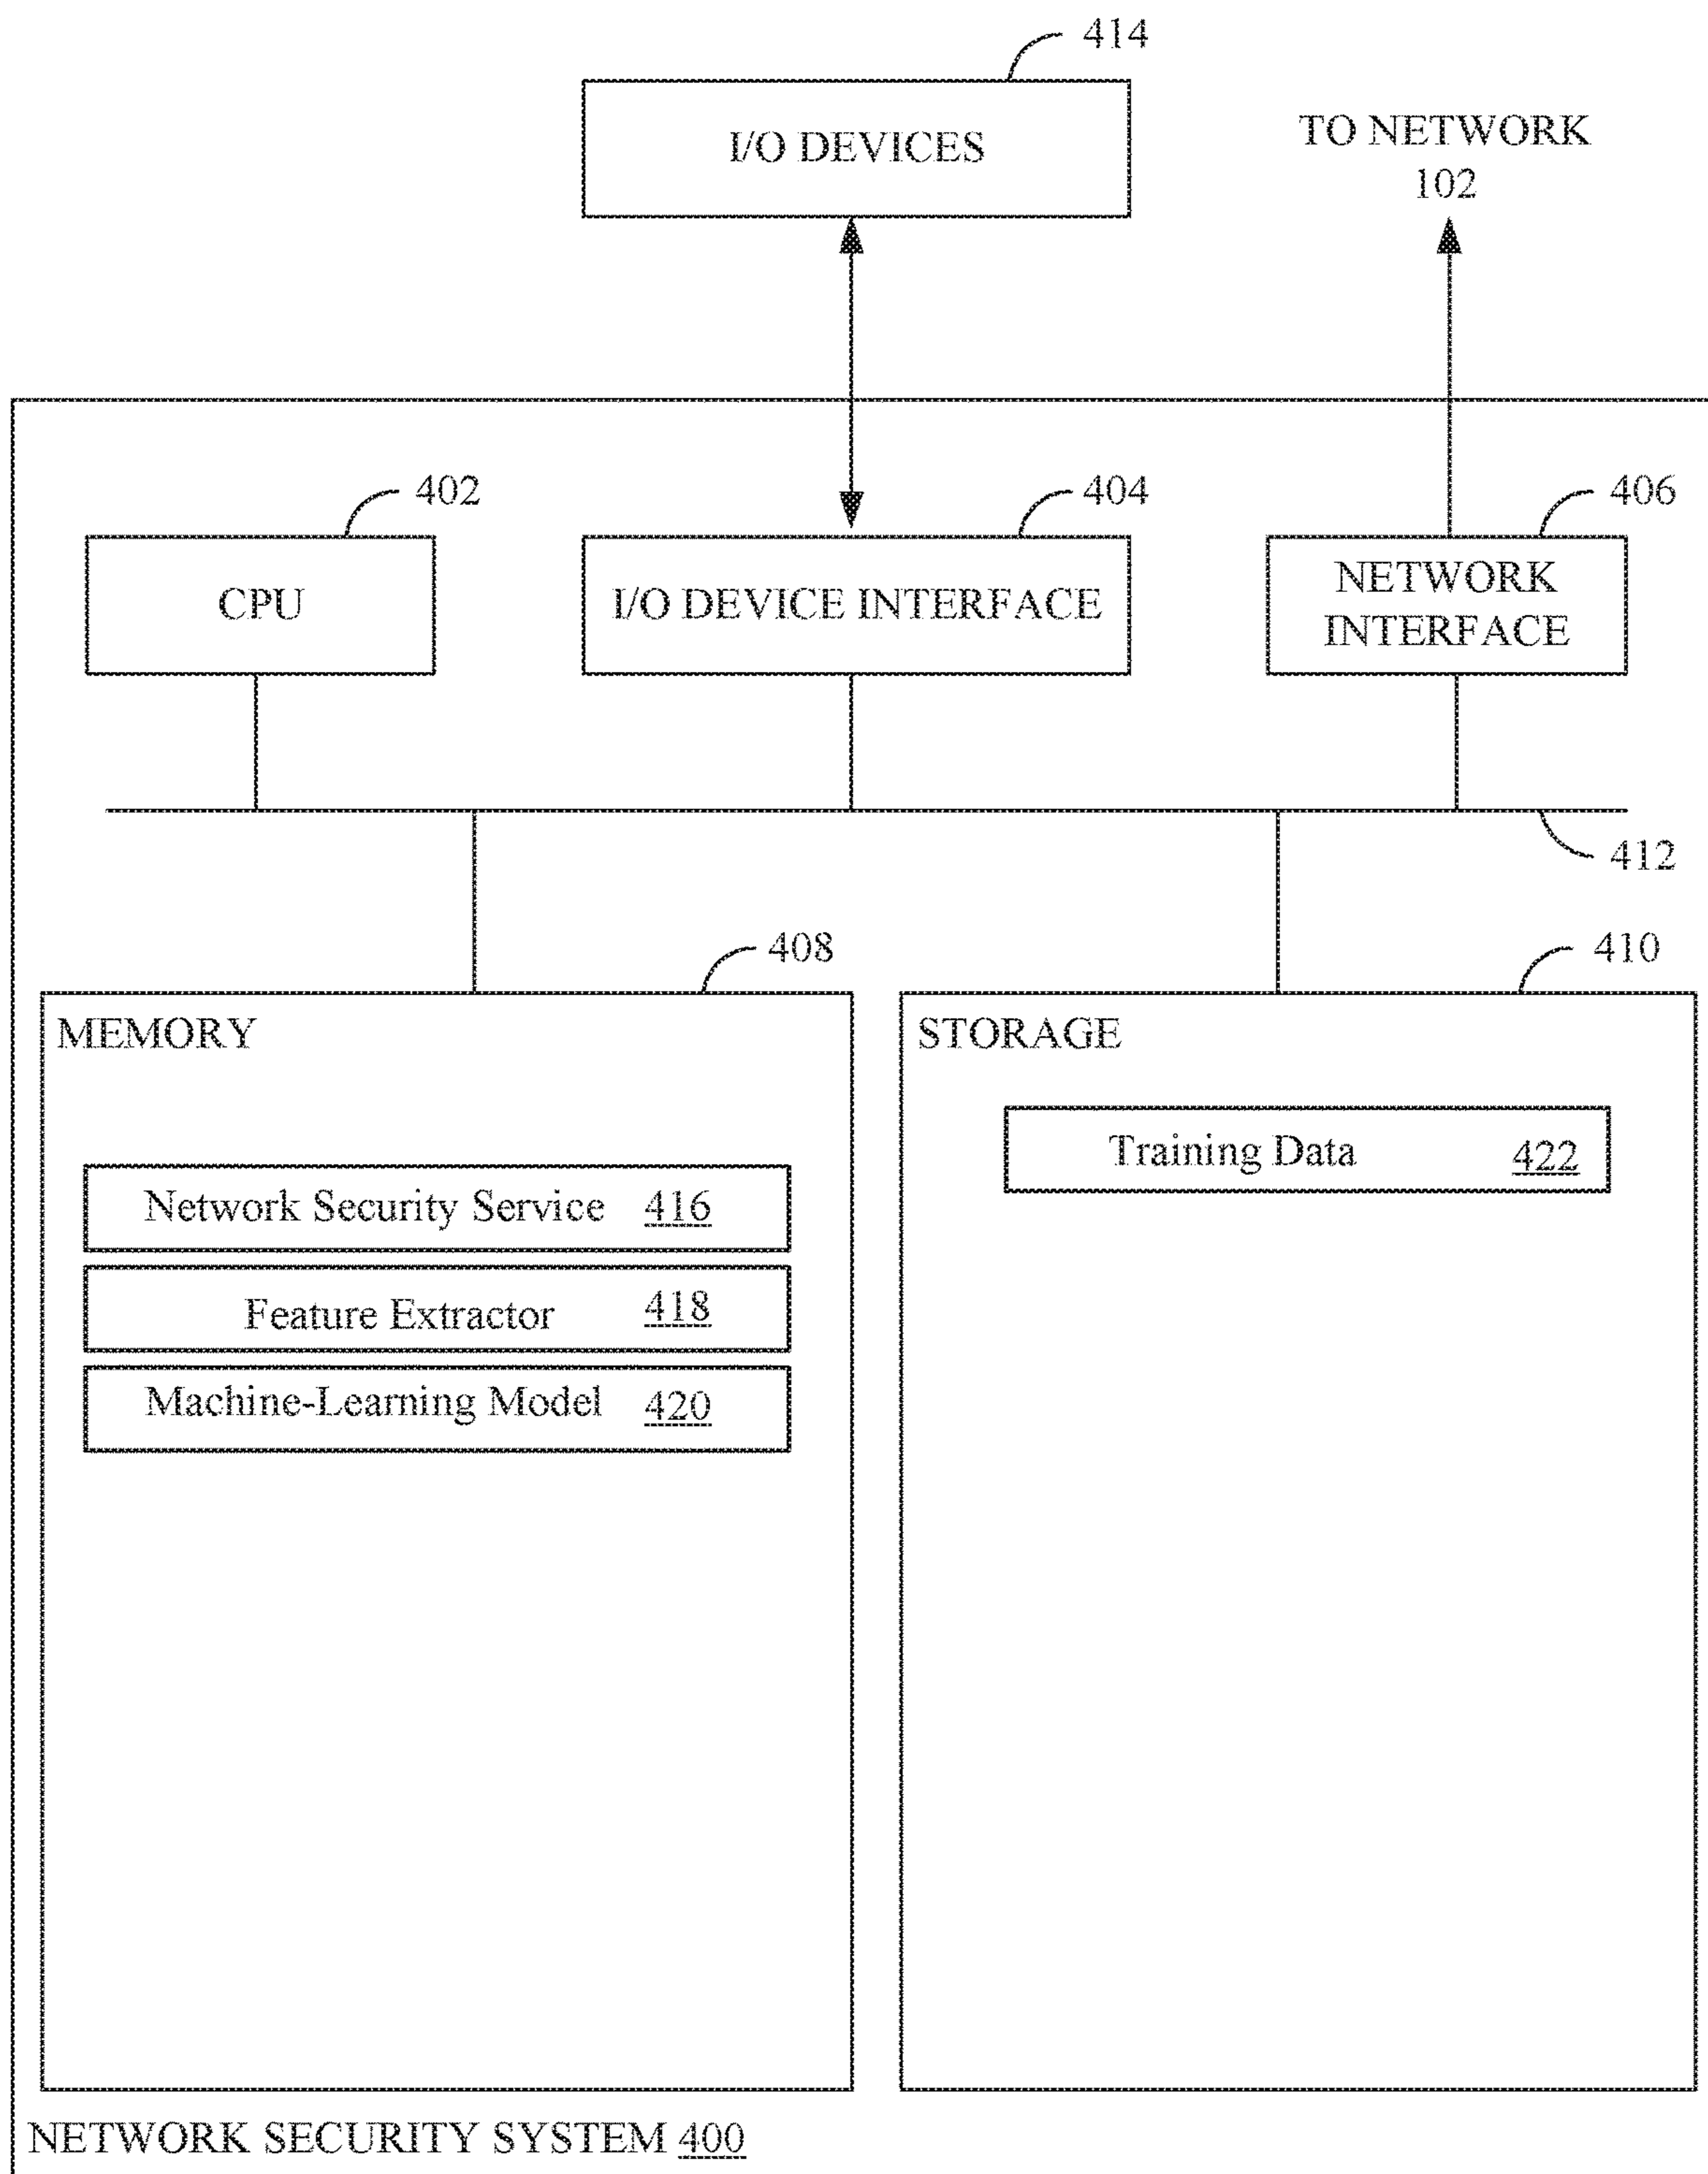 414
I/O DEVICES
TO NETWORK
102
402
404
406
CPU
I/O DEVICE INTERFACE
NETWORK
INTERFACE
412
408
410
MEMORY
STORAGE
Training Data 422
Network Security Service 416
Feature Extractor 418
Machine-Learning Model 420
NETWORK SECURITY SYSTEM 400